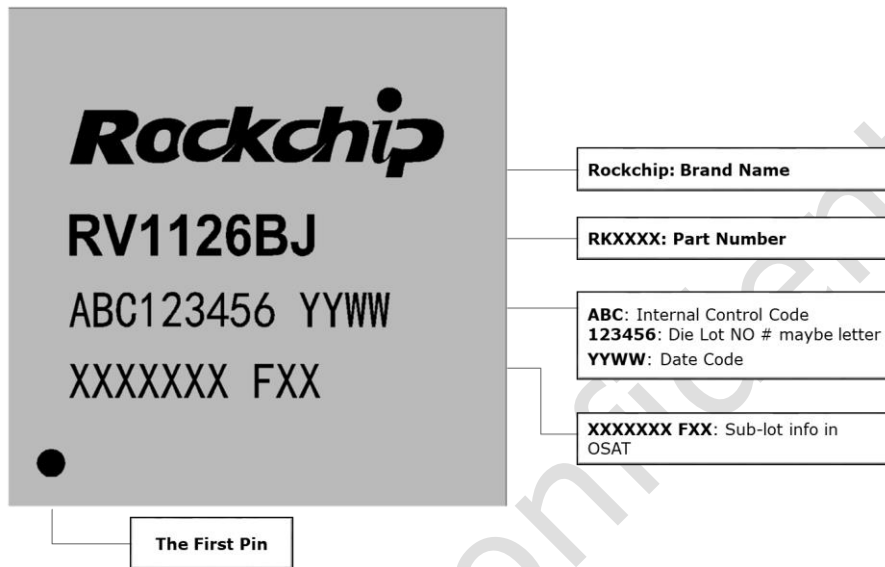 Rockchip
RV1126BJ
ABC123456 YYWW
XXXXXXX FXX
Rockchip: Brand Name
RKXXXX: Part Number
ABC: Internal Control Code
123456: Die Lot NO # maybe letter
YYWW: Date Code
XXXXXXX FXX: Sub-lot info in
OSAT
The First Pin